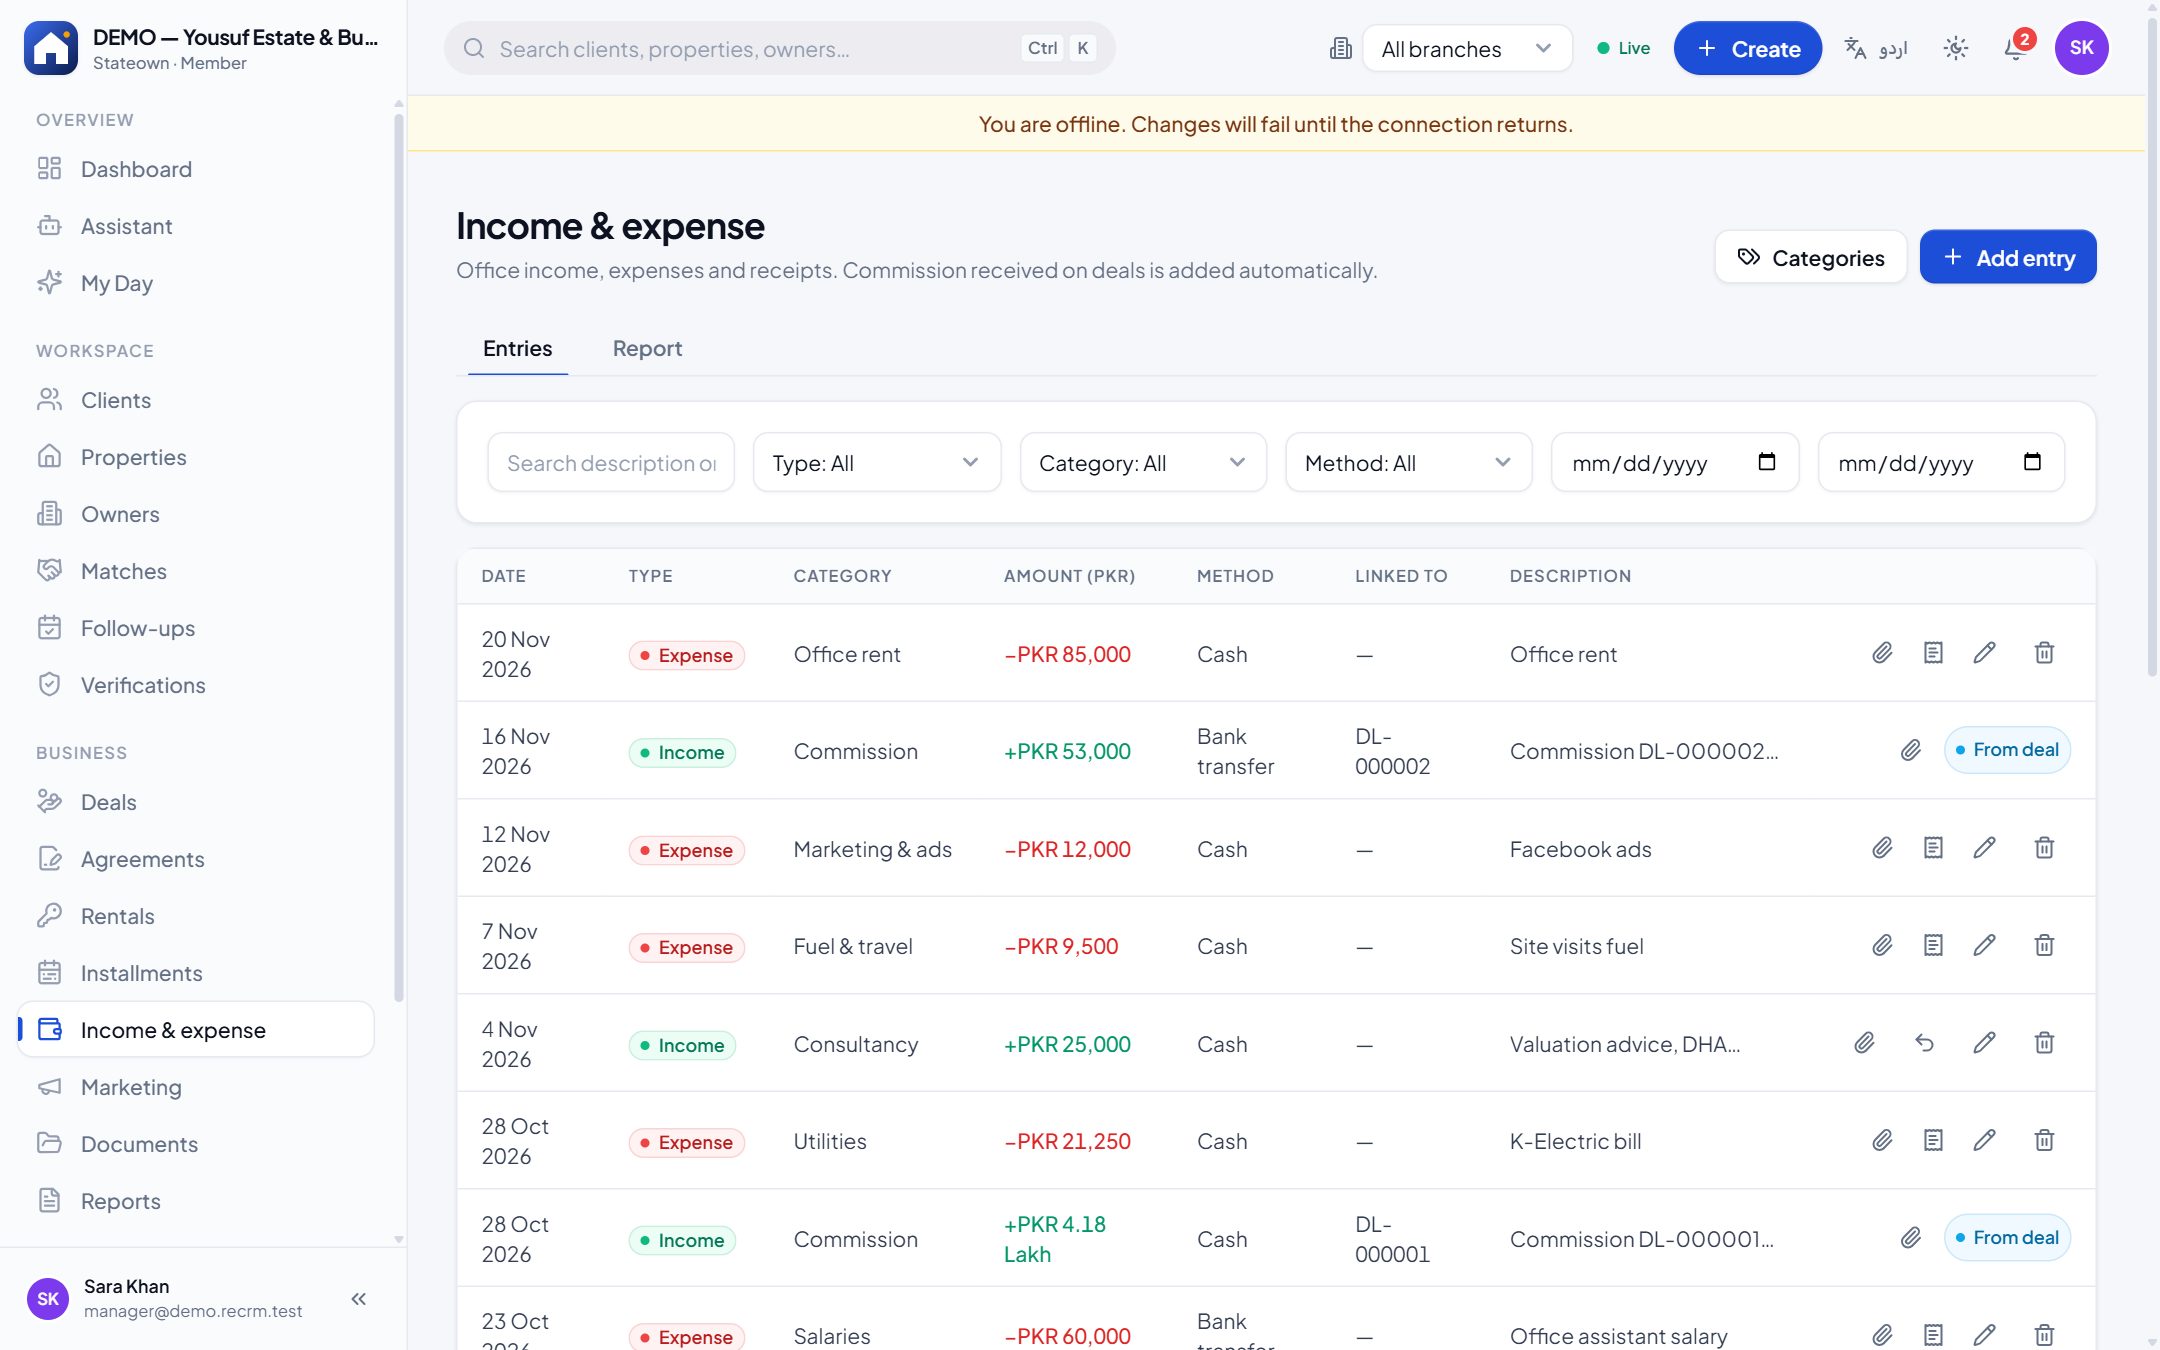 DEMO — Yousuf Estate & Bu...
Stateown · Member
Search clients, properties, owners...
Ctrl K
All branches
Live
+ Create
اردو
2
SK
You are offline. Changes will fail until the connection returns.
OVERVIEW
Dashboard
Assistant
My Day
WORKSPACE
Clients
Properties
Owners
Matches
Follow-ups
Verifications
BUSINESS
Deals
Agreements
Rentals
Installments
Income & expense
Marketing
Documents
Reports
SK
Sara Khan
manager@demo.recrm.test
Income & expense
Office income, expenses and receipts. Commission received on deals is added automatically.
Categories
+ Add entry
Entries
Report
Search description or
Type: All
Category: All
Method: All
mm/dd/yyyy
mm/dd/yyyy
DATE TYPE CATEGORY AMOUNT (PKR) METHOD LINKED TO DESCRIPTION
20 Nov 2026 Expense Office rent −PKR 85,000 Cash — Office rent
16 Nov 2026 Income Commission +PKR 53,000 Bank transfer DL-000002 Commission DL-000002... From deal
12 Nov 2026 Expense Marketing & ads −PKR 12,000 Cash — Facebook ads
7 Nov 2026 Expense Fuel & travel −PKR 9,500 Cash — Site visits fuel
4 Nov 2026 Income Consultancy +PKR 25,000 Cash — Valuation advice, DHA...
28 Oct 2026 Expense Utilities −PKR 21,250 Cash — K-Electric bill
28 Oct 2026 Income Commission +PKR 4.18 Lakh Cash DL-000001 Commission DL-000001... From deal
23 Oct Expense Salaries −PKR 60,000 Bank — Office assistant salary